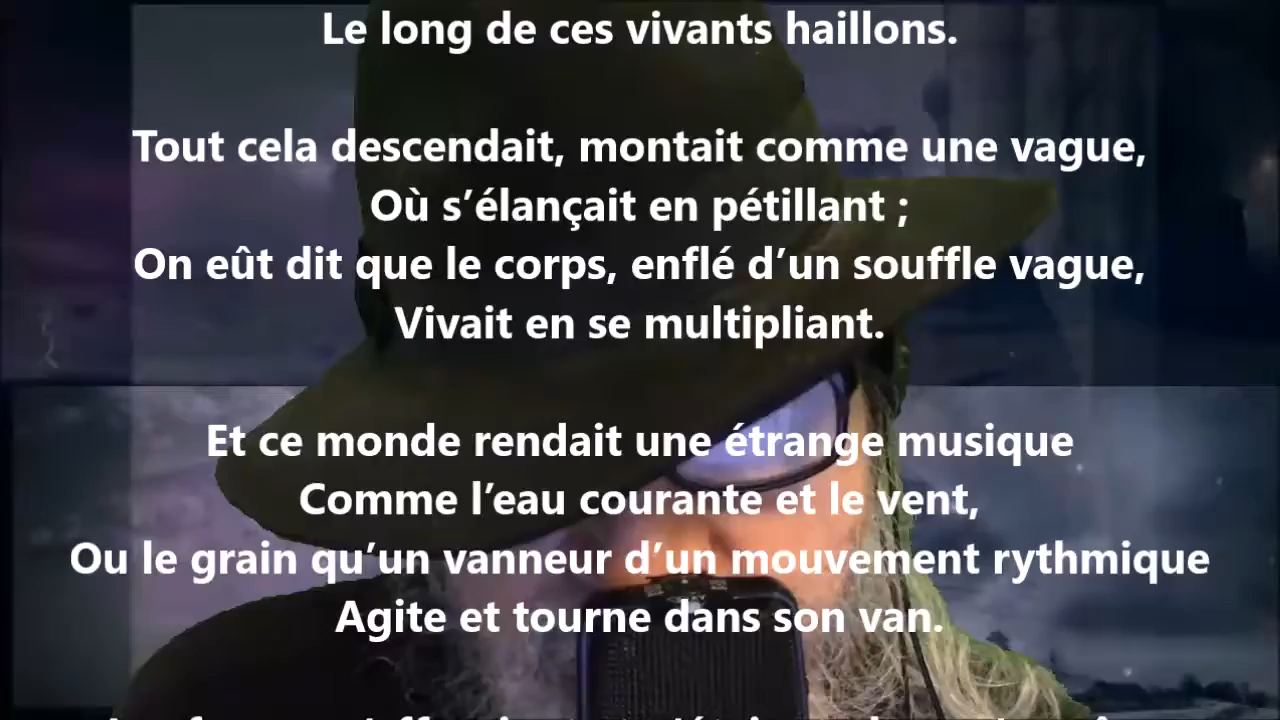 Le long de ces vivants haillons.
Tout cela descendait, montait comme une vague,
Où s’élançait en pétillant ;
On eût dit que le corps, enflé d’un souffle vague,
Vivait en se multipliant.
Et ce monde rendait une étrange musique
Comme l’eau courante et le vent,
Ou le grain qu’un vanneur d’un mouvement rythmique
Agite et tourne dans son van.